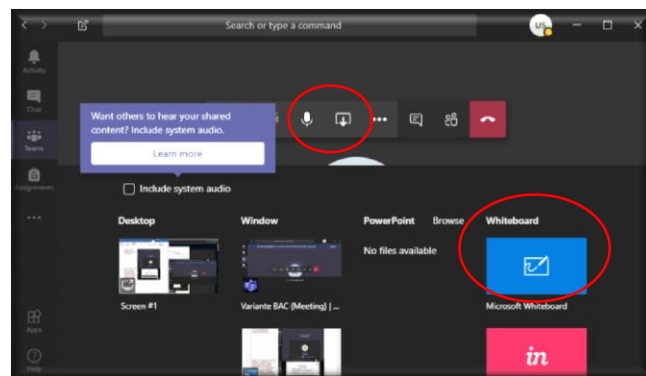 Search or type a command
US
Activity
Chat
Want others to hear your shared
content? Include system audio.
Teams
Learn more
Assignments
Include system audio
Desktop
Window
PowerPoint
Browse
Whiteboard
No files available
Screen #1
Variante BAC (Meeting) | ...
Microsoft Whiteboard
Apps
in
Help